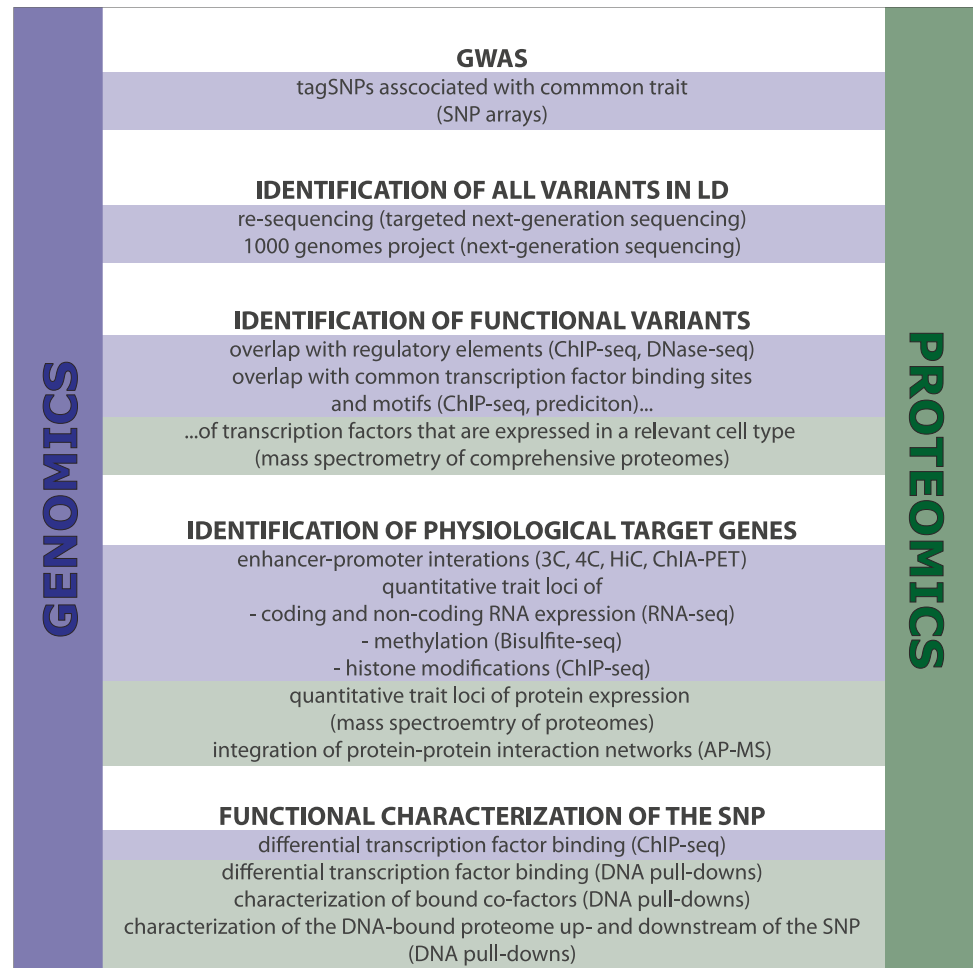 GENOMICS
GWAS
tagSNPs asscociated with commmon trait
(SNP arrays)
IDENTIFICATION OF ALL VARIANTS IN LD
re-sequencing (targeted next-generation sequencing)
1000 genomes project (next-generation sequencing)
IDENTIFICATION OF FUNCTIONAL VARIANTS
overlap with regulatory elements (ChIP-seq, DNase-seq)
overlap with common transcription factor binding sites
and motifs (ChIP-seq, prediciton)...
...of transcription factors that are expressed in a relevant cell type
(mass spectrometry of comprehensive proteomes)
IDENTIFICATION OF PHYSIOLOGICAL TARGET GENES
enhancer-promoter interations (3C, 4C, HiC, ChIA-PET)
quantitative trait loci of
- coding and non-coding RNA expression (RNA-seq)
- methylation (Bisulfite-seq)
- histone modifications (ChIP-seq)
quantitative trait loci of protein expression
(mass spectroemtry of proteomes)
integration of protein-protein interaction networks (AP-MS)
FUNCTIONAL CHARACTERIZATION OF THE SNP
differential transcription factor binding (ChIP-seq)
differential transcription factor binding (DNA pull-downs)
characterization of bound co-factors (DNA pull-downs)
characterization of the DNA-bound proteome up- and downstream of the SNP
(DNA pull-downs)
PROTEOMICS